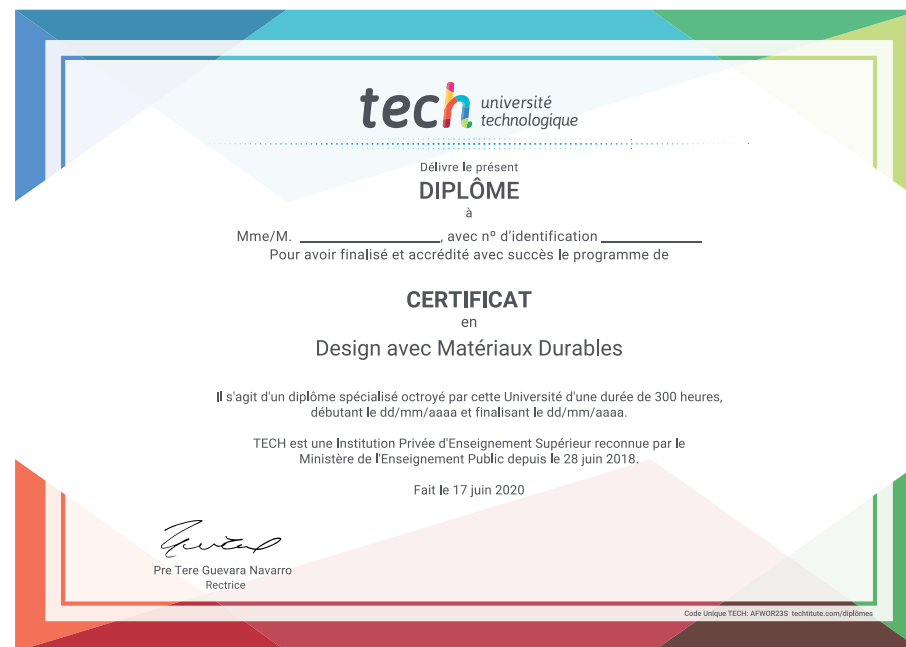 tech université
technologique
Délivre le présent
DIPLÔME
à
Mme/M. ____________________, avec nº d'identification ______________
Pour avoir finalisé et accrédité avec succès le programme de
CERTIFICAT
en
Design avec Matériaux Durables
Il s'agit d'un diplôme spécialisé octroyé par cette Université d'une durée de 300 heures,
débutant le dd/mm/aaaa et finalisant le dd/mm/aaaa.
TECH est une Institution Privée d'Enseignement Supérieur reconnue par le
Ministère de l'Enseignement Public depuis le 28 juin 2018.
Fait le 17 juin 2020
Pre Tere Guevara Navarro
Rectrice
Code Unique TECH: AFWOR23S techtitute.com/diplômes